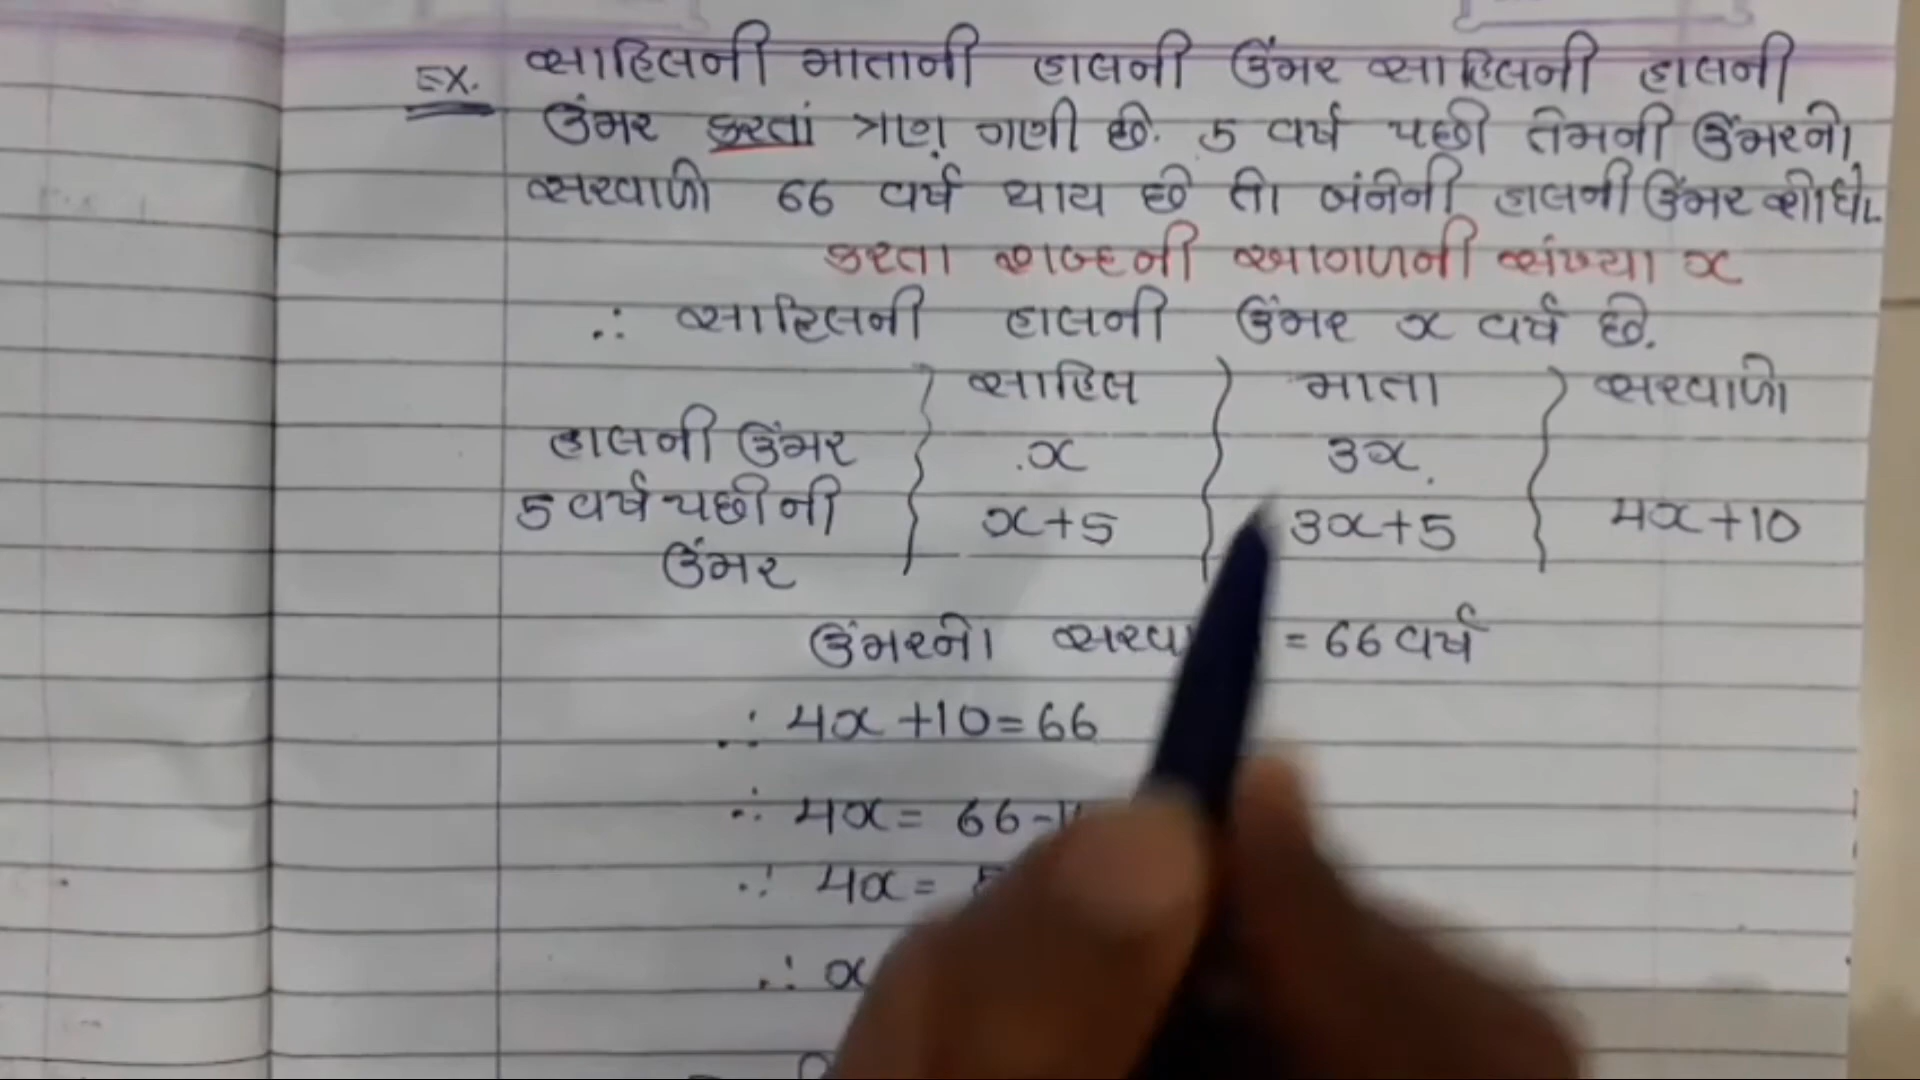 EX. સાહિલની માતાની હાલની ઉંમર સાહિલની હાલની
ઉંમર કરતાં ત્રણ ગણી છે. 5 વર્ષ પછી તેમની ઉંમરનો
સરવાળો 66 વર્ષ થાય છે તો બંનેની હાલની ઉંમર શોધો.
કરતા શબ્દની આગળની સંખ્યા x
∴ સાહિલની હાલની ઉંમર x વર્ષ છે.
સાહિલ માતા સરવાળો
હાલની ઉંમર x 3x
5 વર્ષ પછીની x+5 3x+5 4x+10
ઉંમર
ઉંમરનો = 66 વર્ષ
∴ 4x+10=66
∴ 4x= 66-
∴ 4x=
∴ x